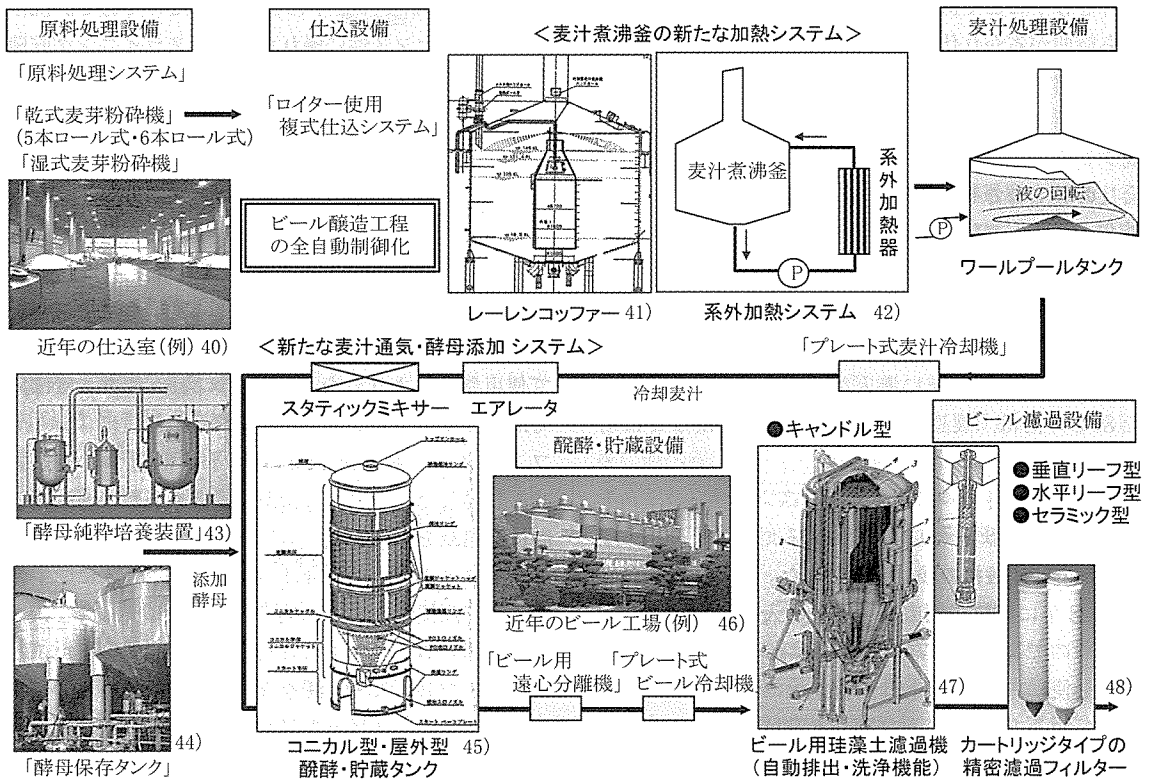 原料処理設備
仕込設備
<麦汁煮沸釜の新たな加熱システム>
麦汁処理設備
「原料処理システム」
「乾式麦芽粉砕機」
(5本ロール式・6本ロール式)
「湿式麦芽粉砕機」
「ロイター使用
複式仕込システム」
ビール醸造工程
の全自動制御化
麦汁煮沸釜
系外加熱器
P
液の回転
P
ワールプールタンク
近年の仕込室(例) 40)
レーレンコッファー 41)
系外加熱システム 42)
<新たな麦汁通気・酵母添加 システム>
「プレート式麦汁冷却機」
スタティックミキサー
エアレータ
冷却麦汁
「酵母純粋培養装置」43)
添加
酵母
醗酵・貯蔵設備
近年のビール工場(例) 46)
●キャンドル型
ビール濾過設備
●垂直リーフ型
●水平リーフ型
●セラミック型
「ビール用
遠心分離機」
「プレート式
ビール冷却機」
44)
「酵母保存タンク」
コニカル型・屋外型 45)
醗酵・貯蔵タンク
47)
ビール用珪藻土濾過機
(自動排出・洗浄機能)
48)
カートリッジタイプの
精密濾過フィルター